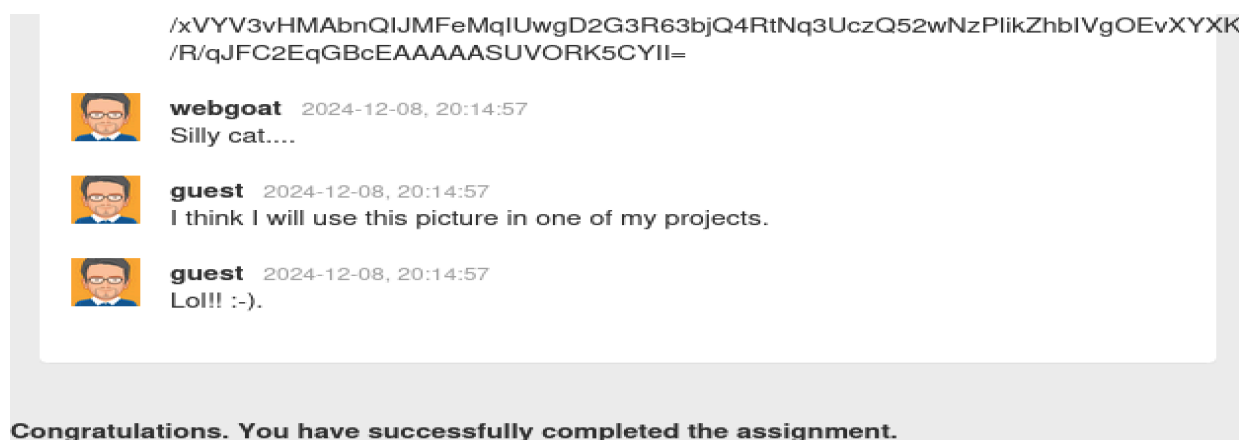 /xVYV3vHMAbnQIJMFeMqIUwgD2G3R63bjQ4RtNq3UczQ52wNzPlikZhbIVgOEvXYXK
/R/qJFC2EqGBcEAAAAASUVORK5CYII=
webgoat 2024-12-08, 20:14:57
Silly cat....
guest 2024-12-08, 20:14:57
I think I will use this picture in one of my projects.
guest 2024-12-08, 20:14:57
Lol!! :-).
Congratulations. You have successfully completed the assignment.